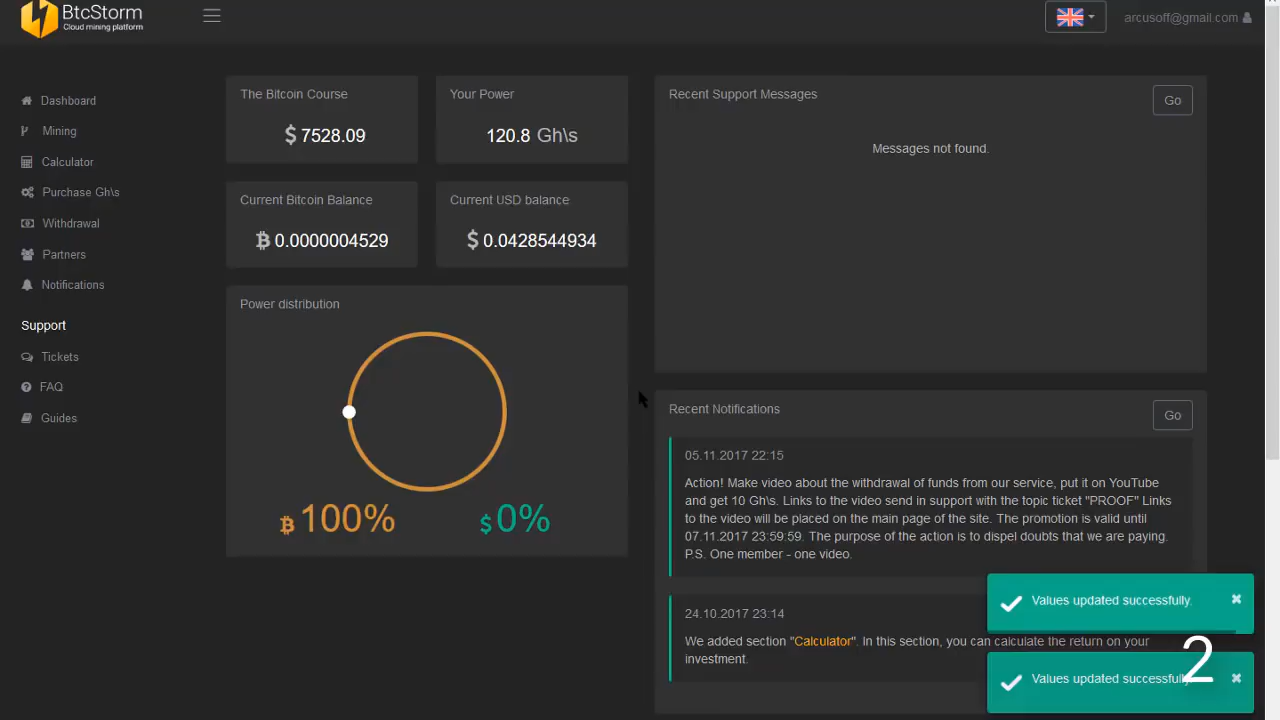 BtcStorm
Cloud mining platform
arcusoff@gmail.com
Dashboard
Mining
Calculator
Purchase Gh\s
Withdrawal
Partners
Notifications
Support
Tickets
FAQ
Guides
The Bitcoin Course
$ 7528.09
Your Power
120.8 Gh\s
Current Bitcoin Balance
0.0000004529
Current USD balance
$ 0.0428544934
Power distribution
100%
$ 0%
Recent Support Messages
Go
Messages not found.
Recent Notifications
Go
05.11.2017 22:15
Action! Make video about the withdrawal of funds from our service, put it on YouTube
and get 10 Gh\s. Links to the video send in support with the topic ticket "PROOF" Links
to the video will be placed on the main page of the site. The promotion is valid until
07.11.2017 23:59:59. The purpose of the action is to dispel doubts that we are paying.
P.S. One member - one video.
24.10.2017 23:14
We added section "Calculator". In this section, you can calculate the return on your
investment.
Values updated successfully.
Values updated successfully.
2